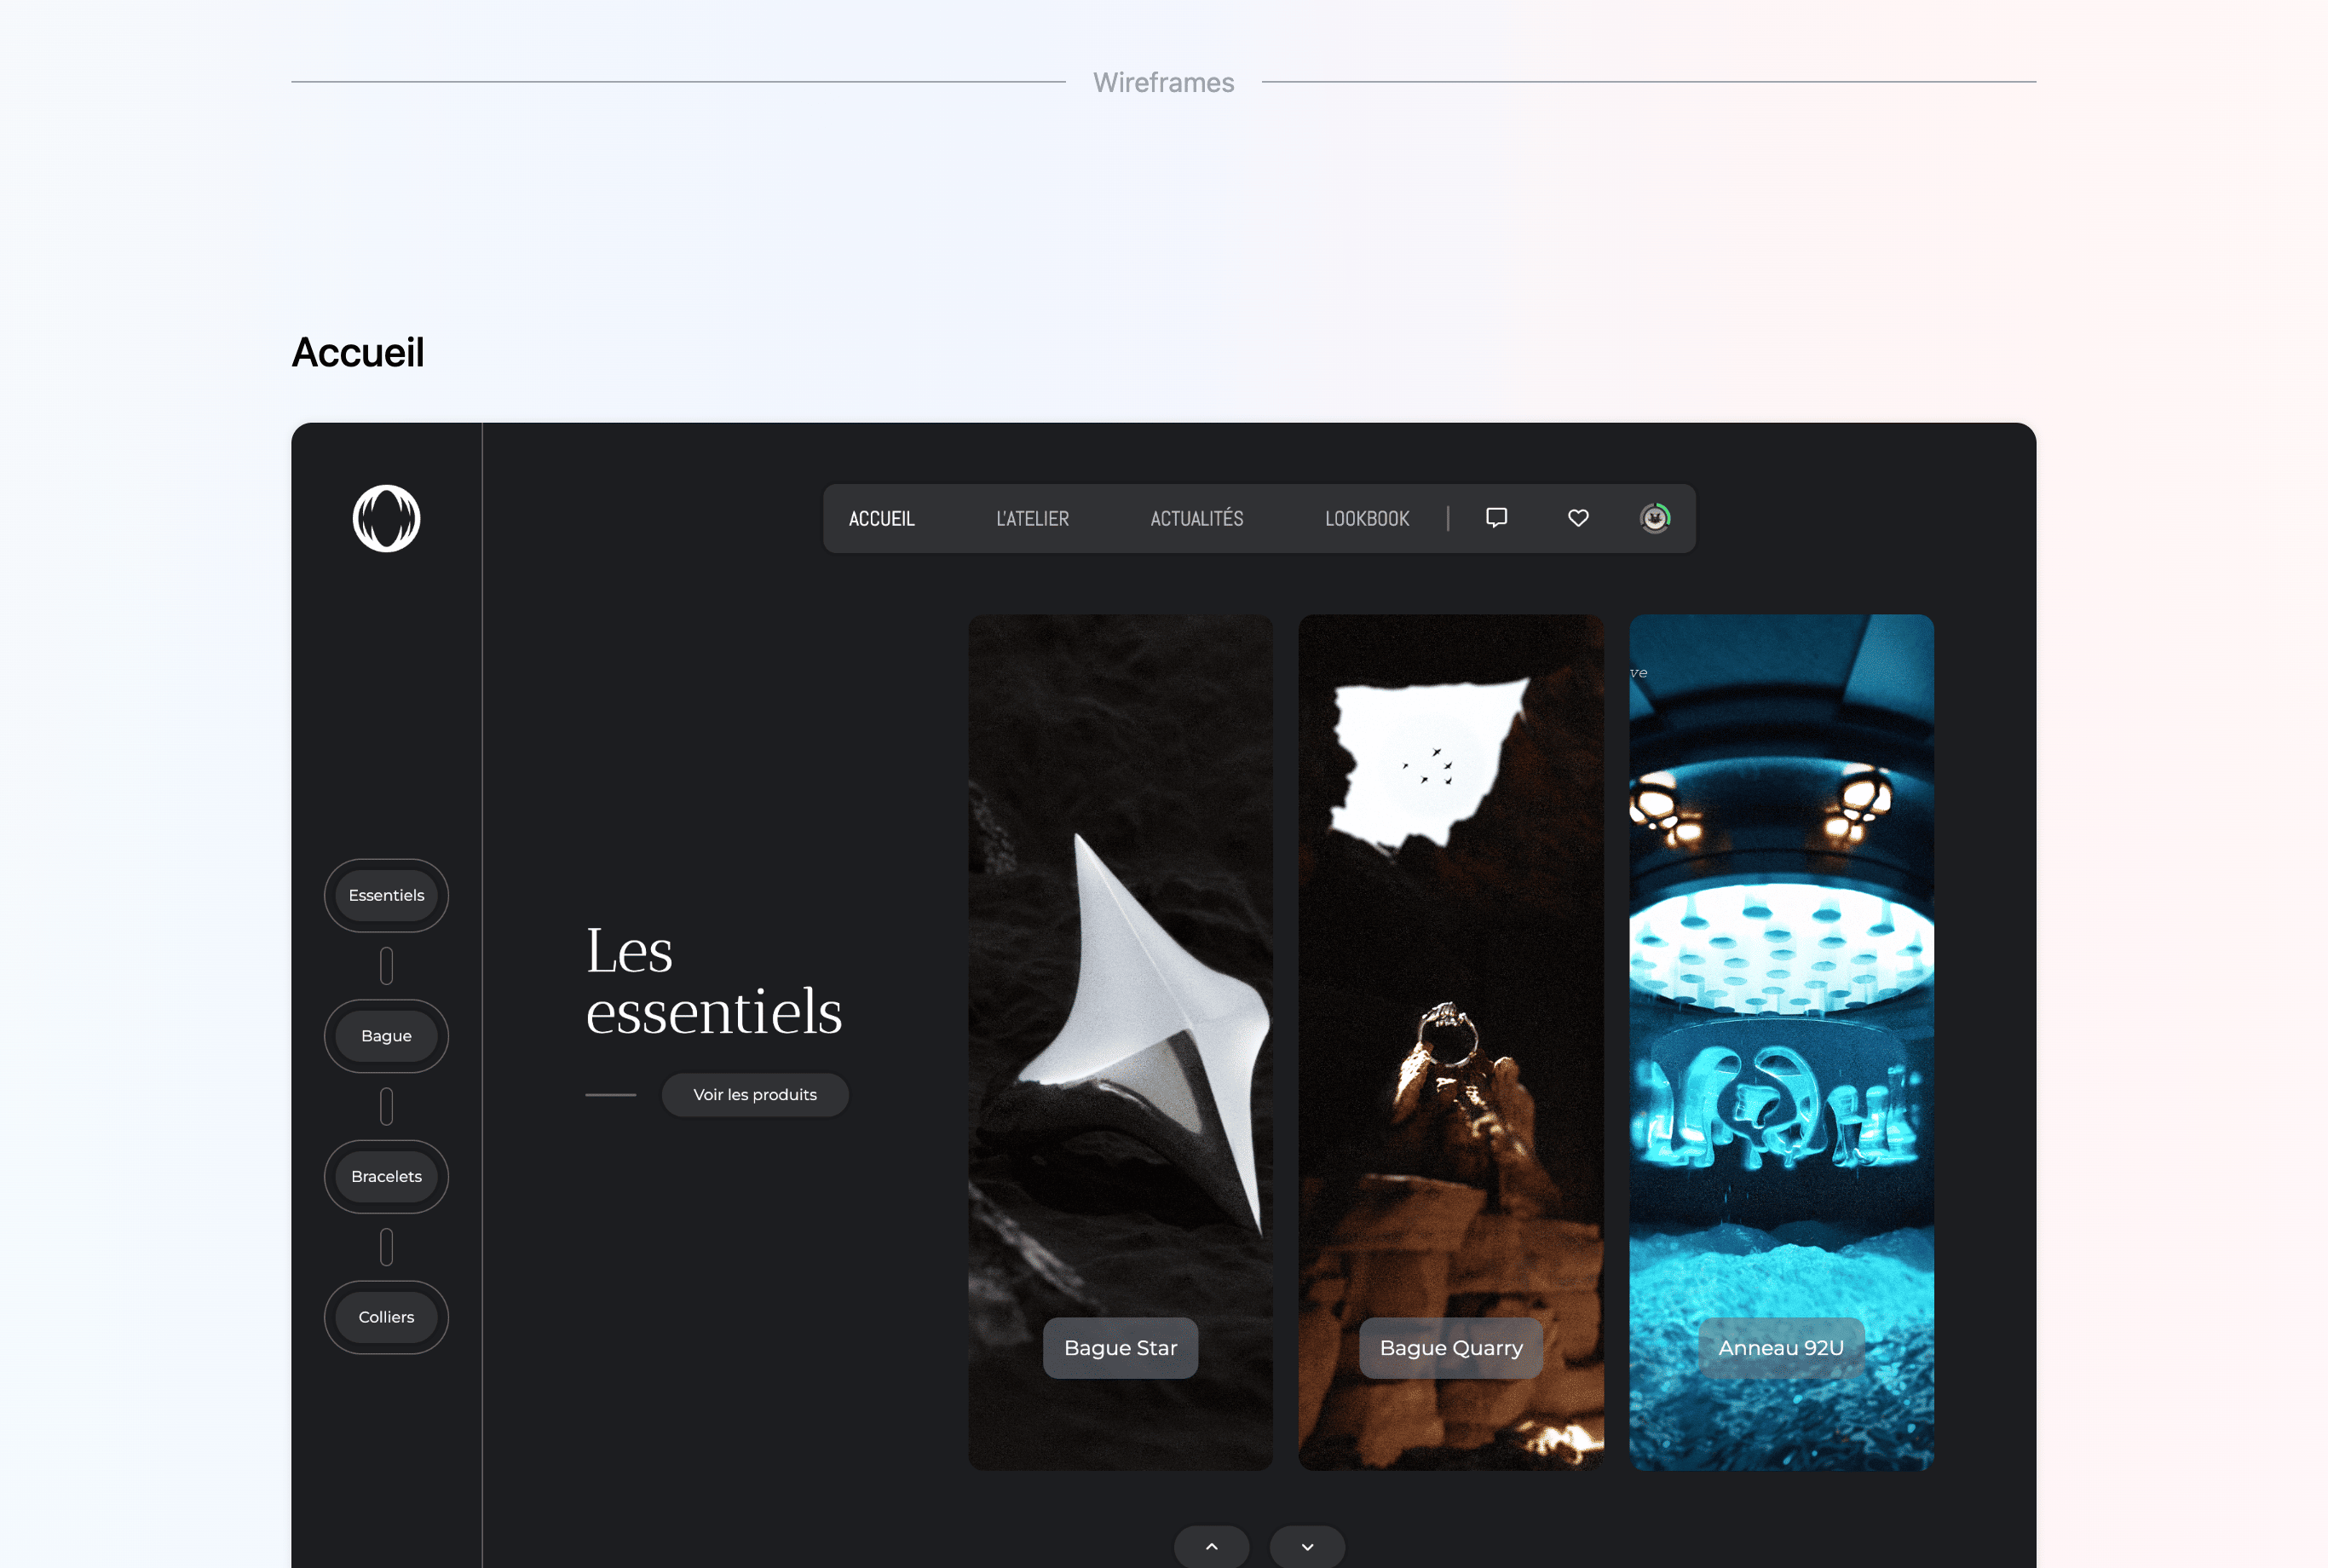 Wireframes
Accueil
ACCUEIL
L'ATELIER
ACTUALITÉS
LOOKBOOK
ve
Essentiels
Bague
Bracelets
Colliers
Les
essentiels
Voir les produits
Bague Star
Bague Quarry
Anneau 92U